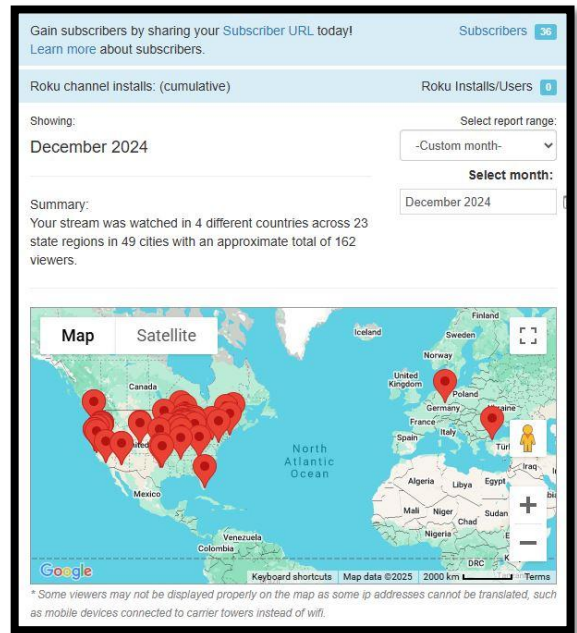 Gain subscribers by sharing your Subscriber URL today!
Learn more about subscribers.
Subscribers 36
Roku channel installs: (cumulative)
Roku Installs/Users 0
Showing:
December 2024
Select report range:
-Custom month-
Select month:
December 2024
Summary:
Your stream was watched in 4 different countries across 23
state regions in 49 cities with an approximate total of 162
viewers.
Map
Satellite
Iceland
Finland
Sweden
Norway
United
Kingdom
Poland
Germany
Ukraine
France
Italy
Spain
Tür
Canada
United
North
Atlantic
Ocean
Mexico
Algeria
Libya
Egypt
Iraq
Mali
Niger
Chad
Sudan
Nigeria
Venezuela
Colombia
DRC
Google
Keyboard shortcuts
Map data ©2025
2000 km
Terms
* Some viewers may not be displayed properly on the map as some ip addresses cannot be translated, such
as mobile devices connected to carrier towers instead of wifi.